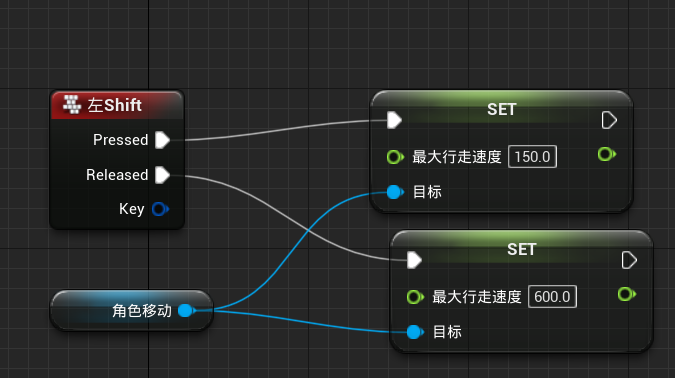 左Shift
Pressed
Released
Key
角色移动
SET
最大行走速度 150.0
目标
SET
最大行走速度 600.0
目标